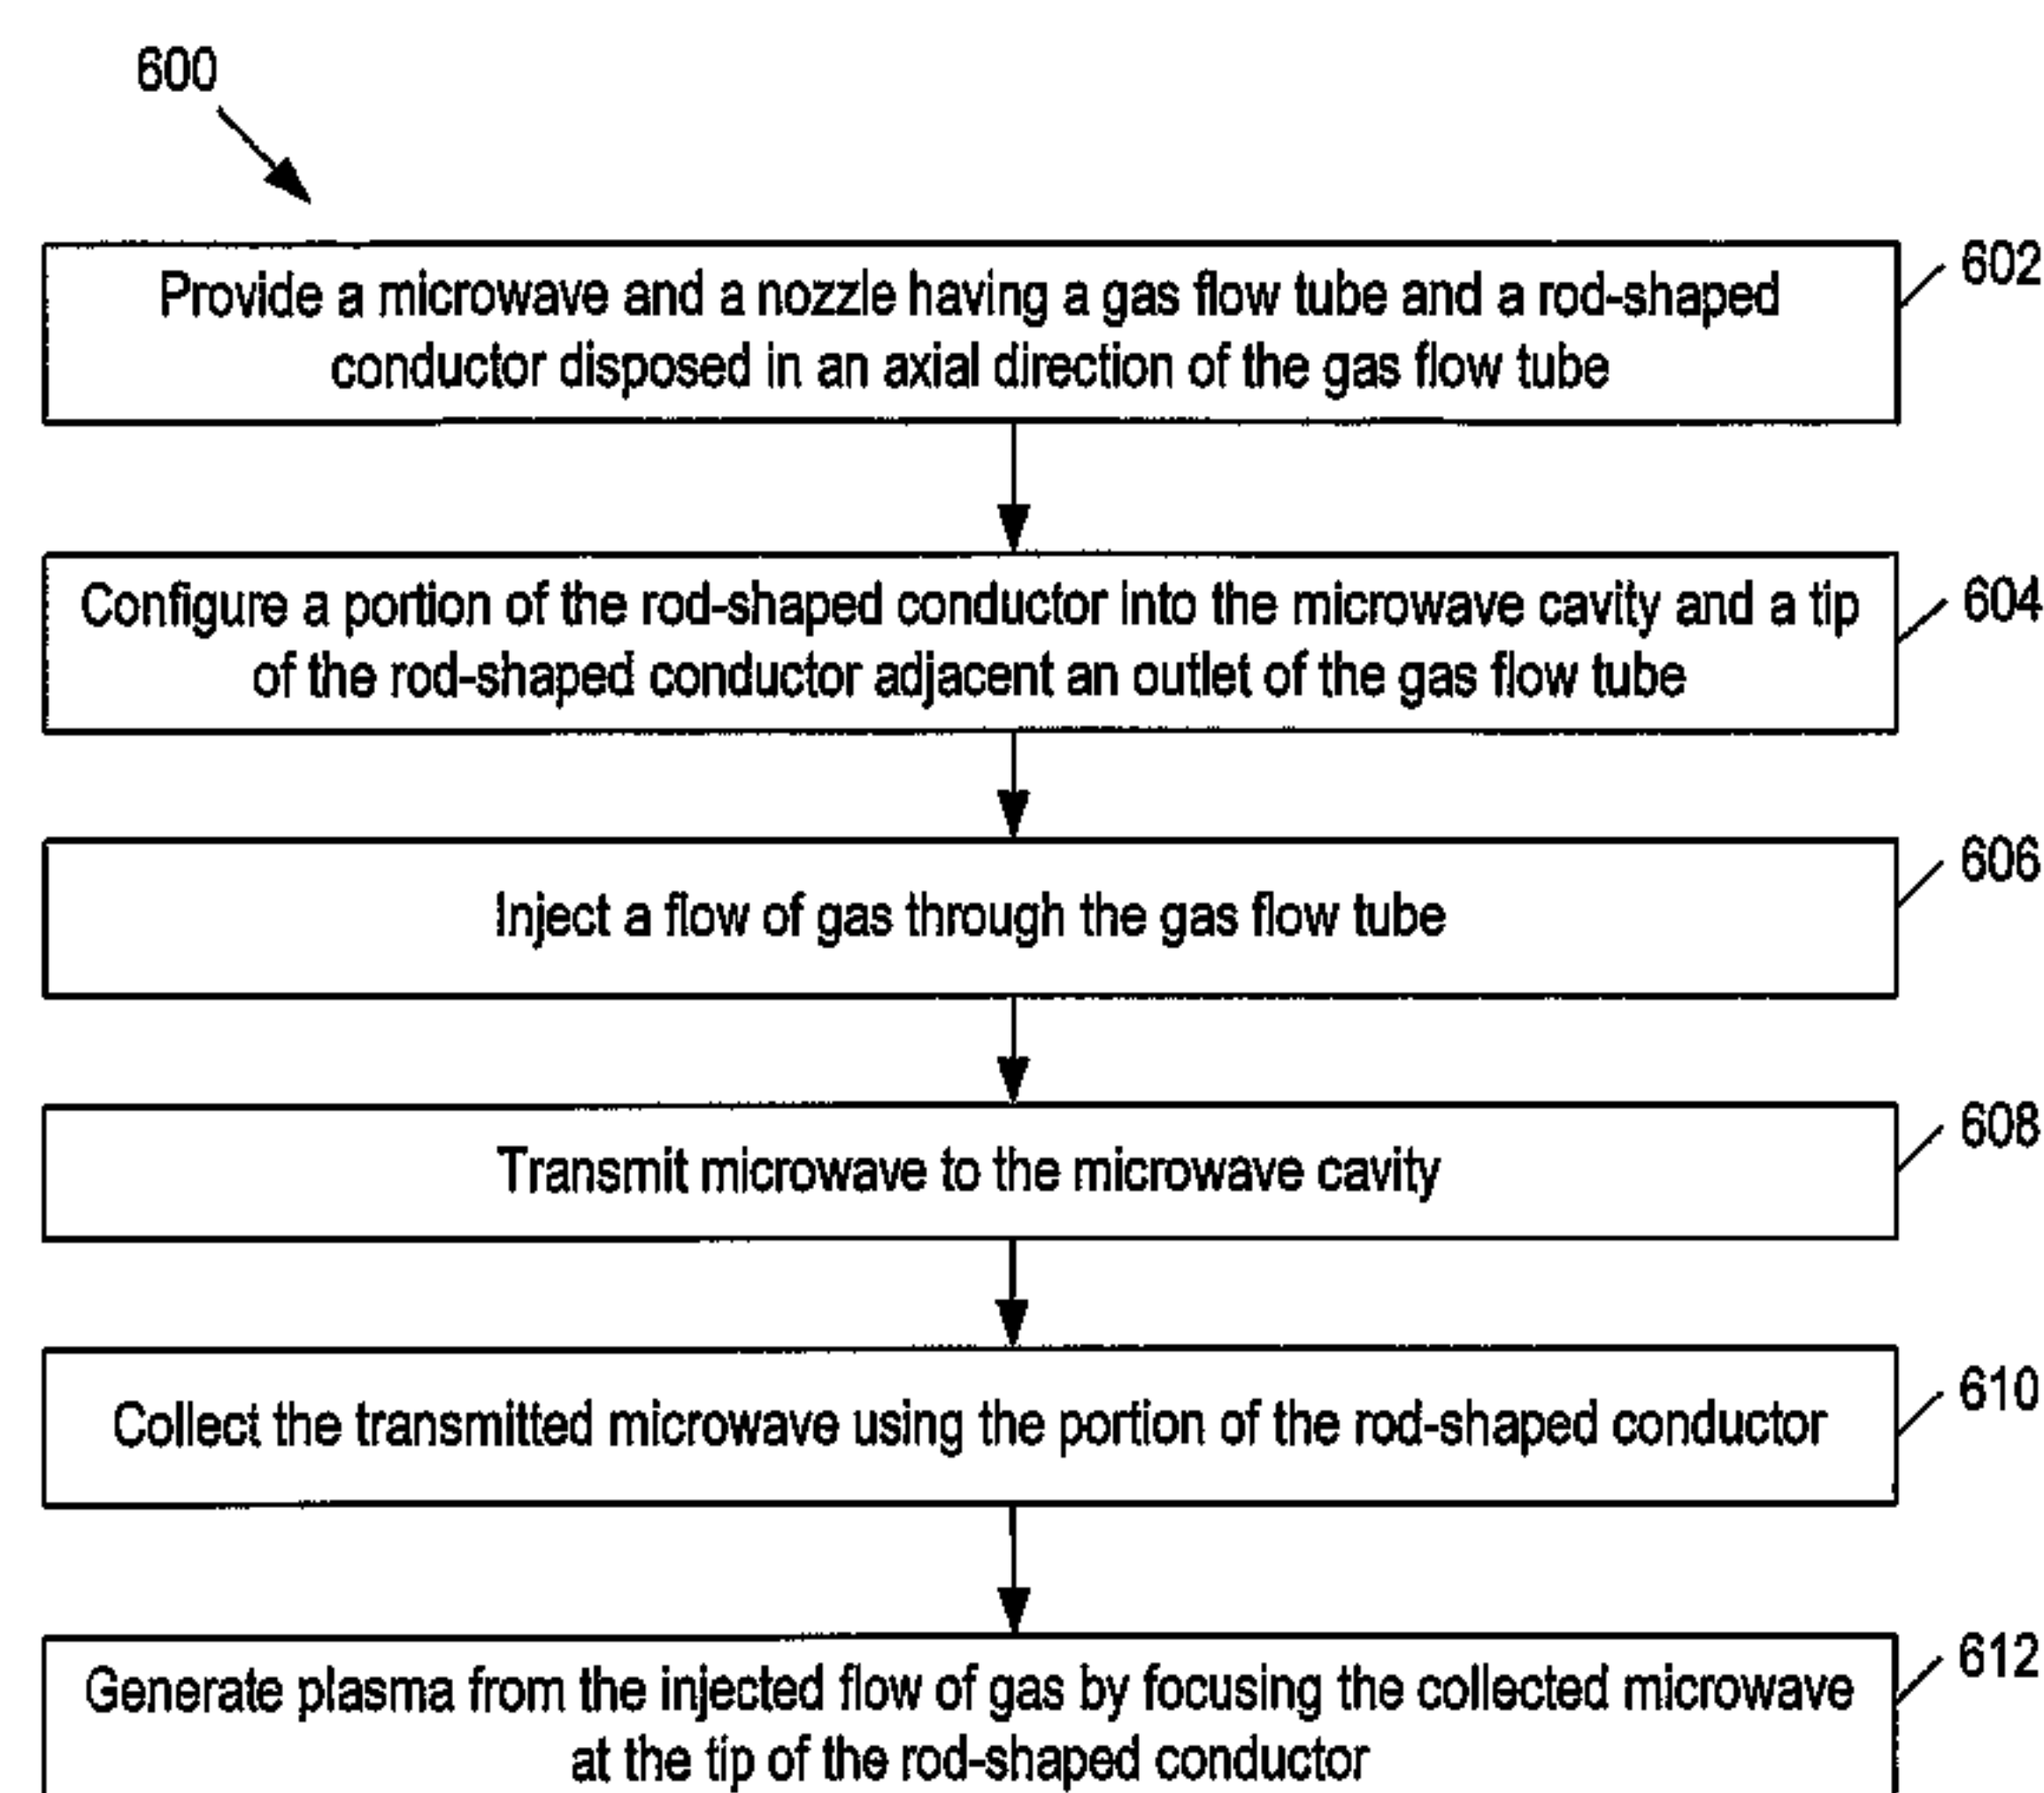 600
Provide a microwave and a nozzle having a gas flow tube and a rod-shaped
conductor disposed in an axial direction of the gas flow tube
602
Configure a portion of the rod-shaped conductor into the microwave cavity and a tip
of the rod-shaped conductor adjacent an outlet of the gas flow tube
604
Inject a flow of gas through the gas flow tube
606
Transmit microwave to the microwave cavity
608
Collect the transmitted microwave using the portion of the rod-shaped conductor
610
Generate plasma from the injected flow of gas by focusing the collected microwave
at the tip of the rod-shaped conductor
612